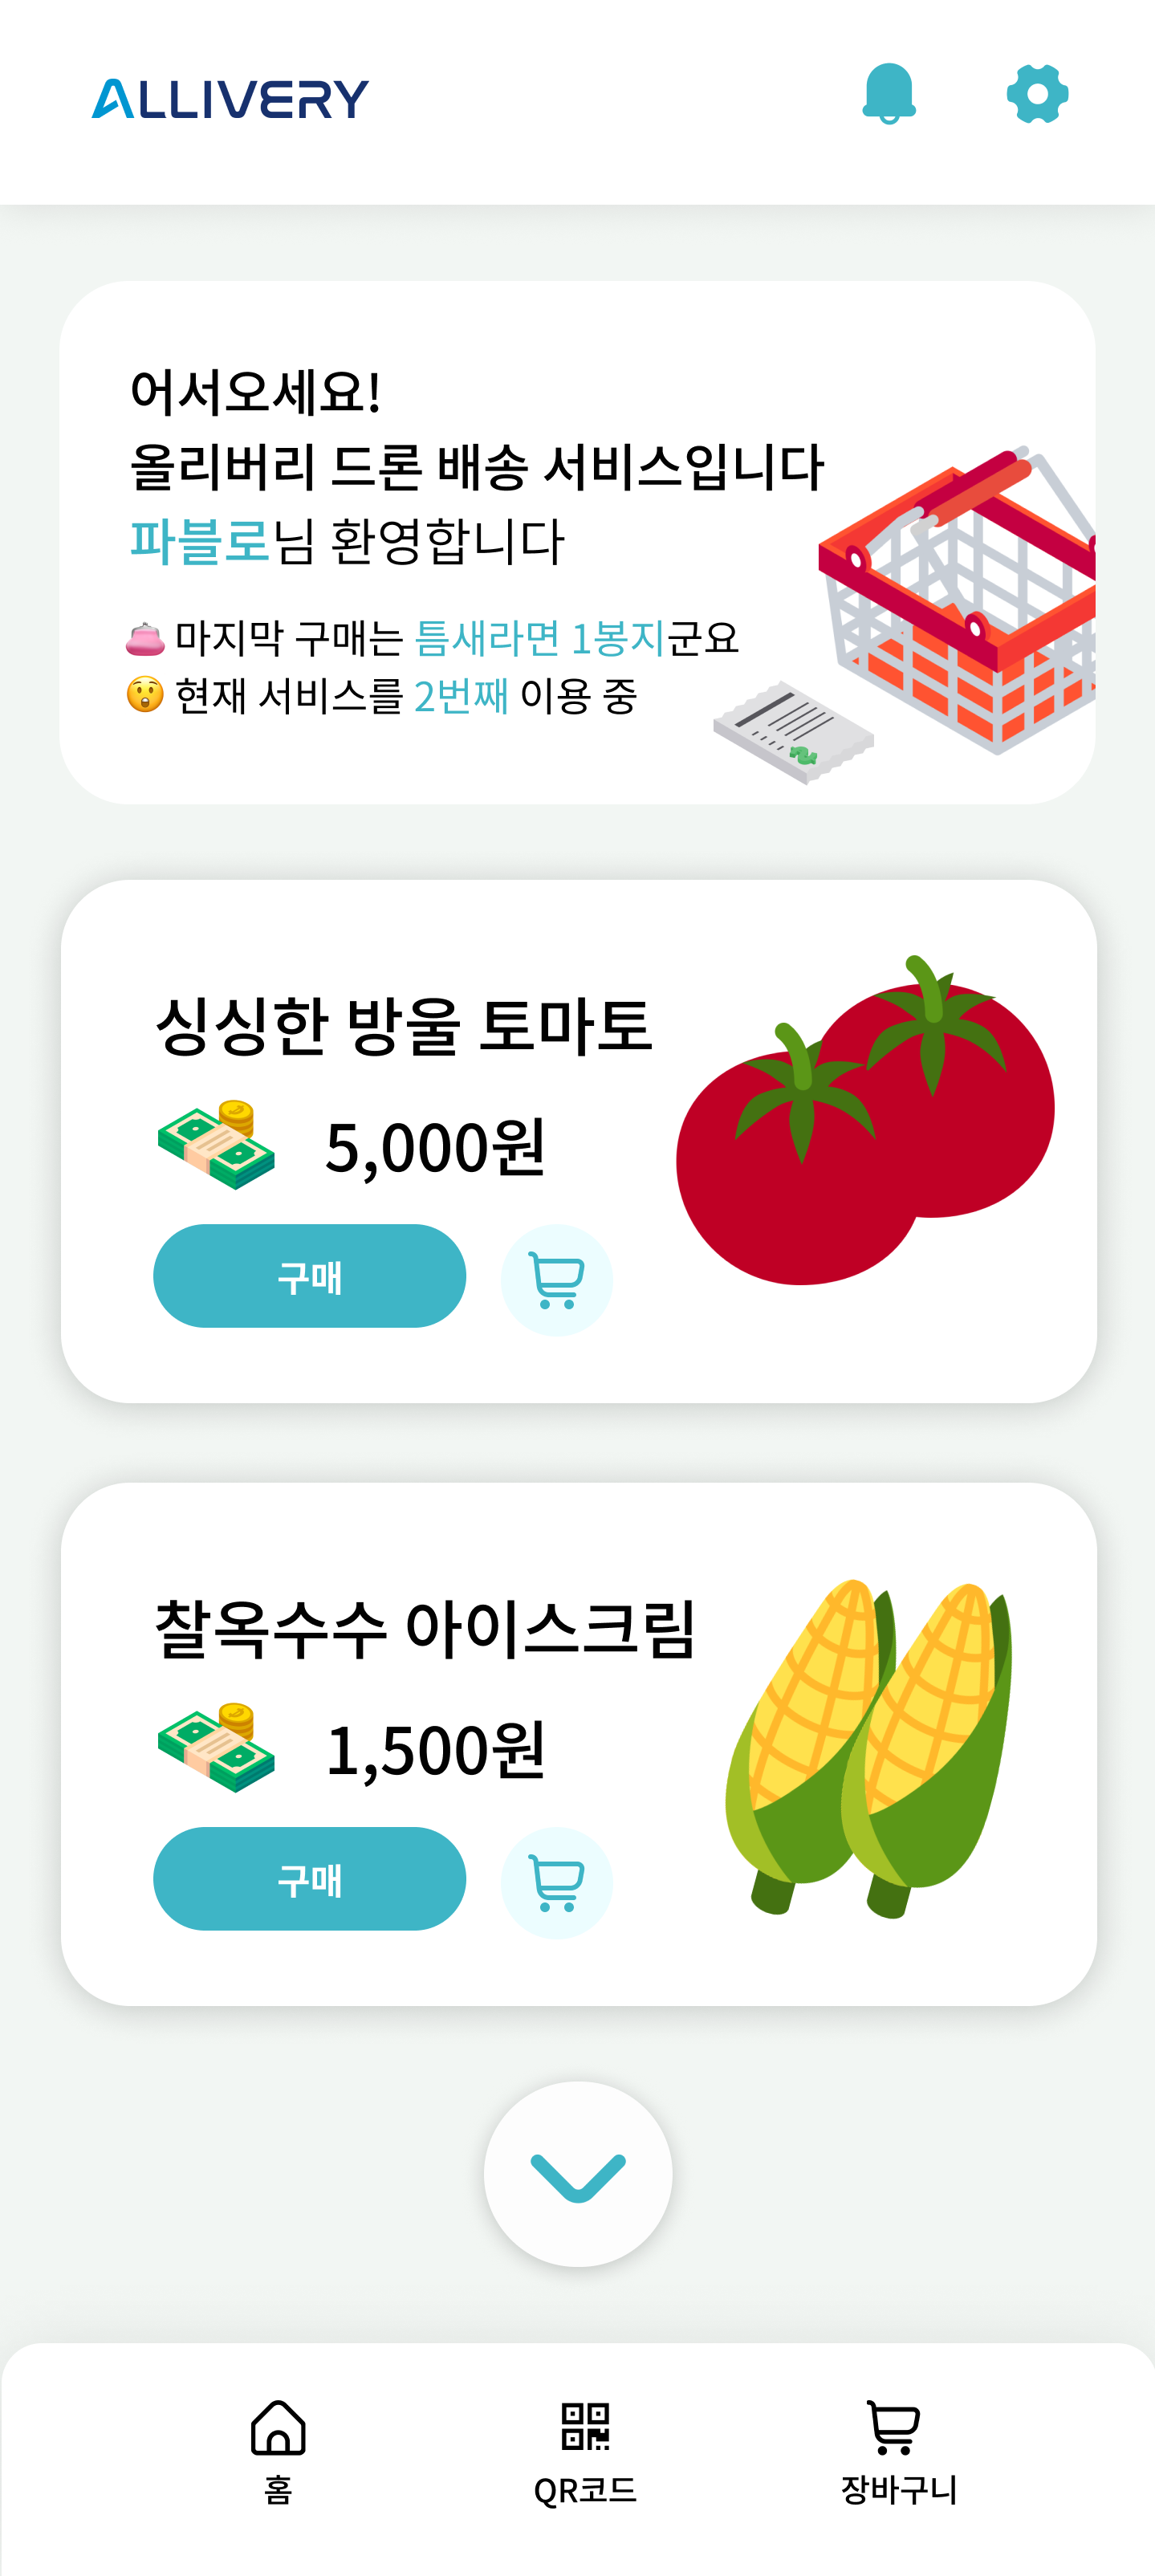 ALLIVERY
어서오세요!
올리버리 드론 배송 서비스입니다
파블로님 환영합니다
👛 마지막 구매는 틈새라면 1봉지군요
😲 현재 서비스를 2번째 이용 중
싱싱한 방울 토마토
5,000원
구매
찰옥수수 아이스크림
1,500원
구매
홈
QR코드
장바구니